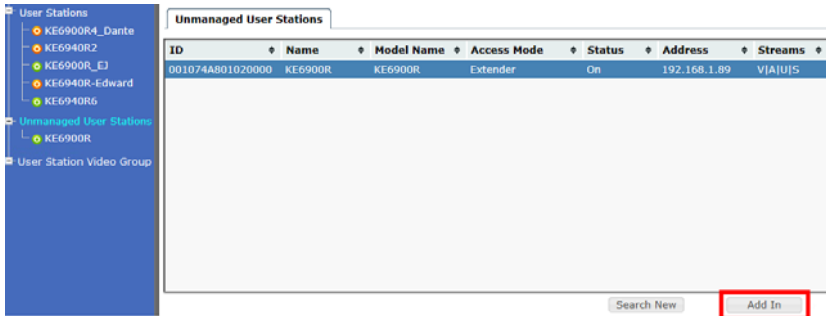 User Stations
KE6900R4_Dante
KE6940R2
KE6900R_EJ
KE6940R-Edward
KE6940R6
Unmanaged User Stations
KE6900R
User Station Video Group
Unmanaged User Stations
ID Name Model Name Access Mode Status Address Streams
001074A801020000 KE6900R KE6900R Extender On 192.168.1.89 V|A|U|S
Search New Add In